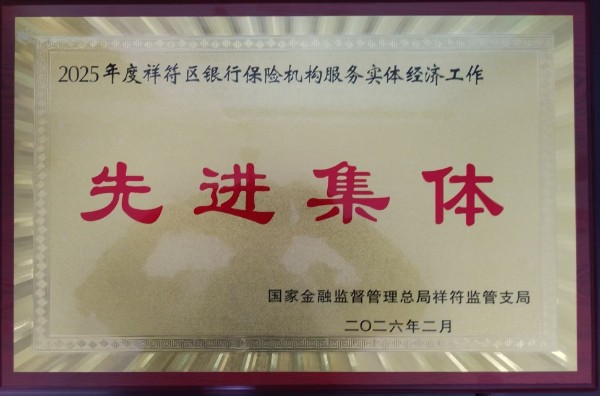 2025年度祥符区银行保险机构服务实体经济工作
先进集体
国家金融监督管理总局祥符监管支局
二〇二六年二月